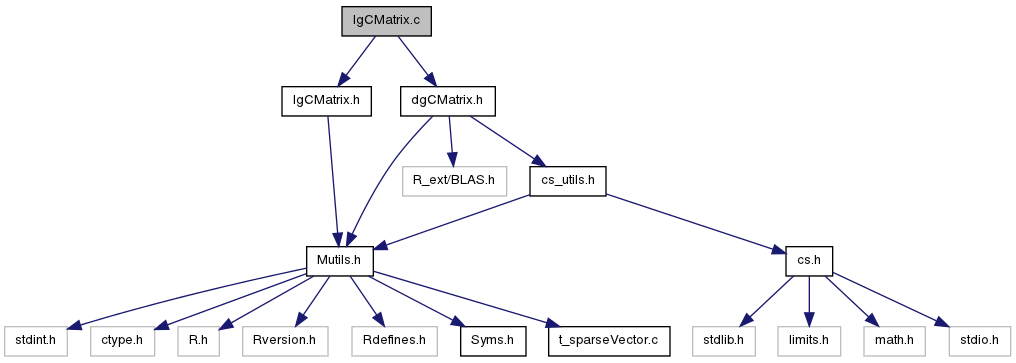 lgCMatrix.c
lgCMatrix.h
dgCMatrix.h
R_ext/BLAS.h
cs_utils.h
Mutils.h
cs.h
stdint.h
ctype.h
R.h
Rversion.h
Rdefines.h
Syms.h
t_sparseVector.c
stdlib.h
limits.h
math.h
stdio.h